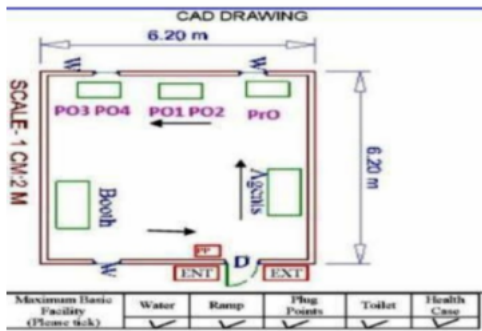 CAD DRAWING
6.20 m
W
W
PO3 PO4
PO1 PO2
PrO
SCALE- 1 CM:2 M
6.20 m
Booth
Agents
PP
W
D
ENT
EXT
Maximum Basic Facility (Please tick)
Water
Ramp
Plug Points
Toilet
Health Case